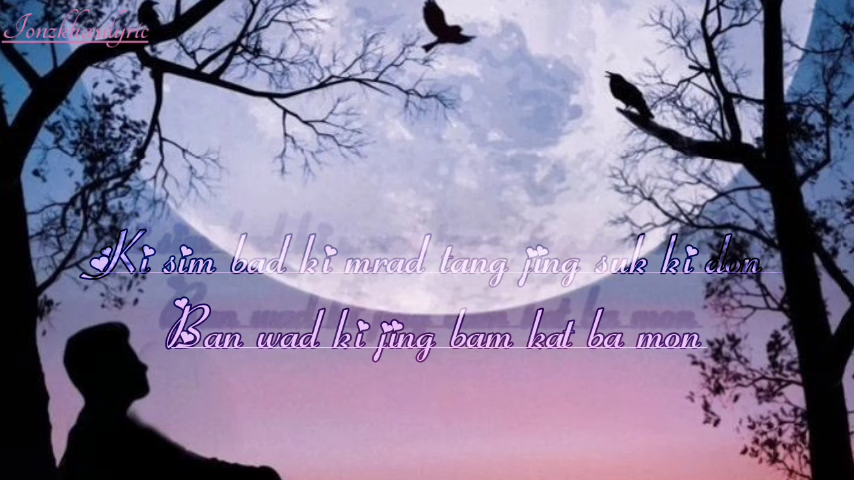 Ki sim bad ki mrad tang jing suk ki don
Ban wad ki jing bam kat ba mon